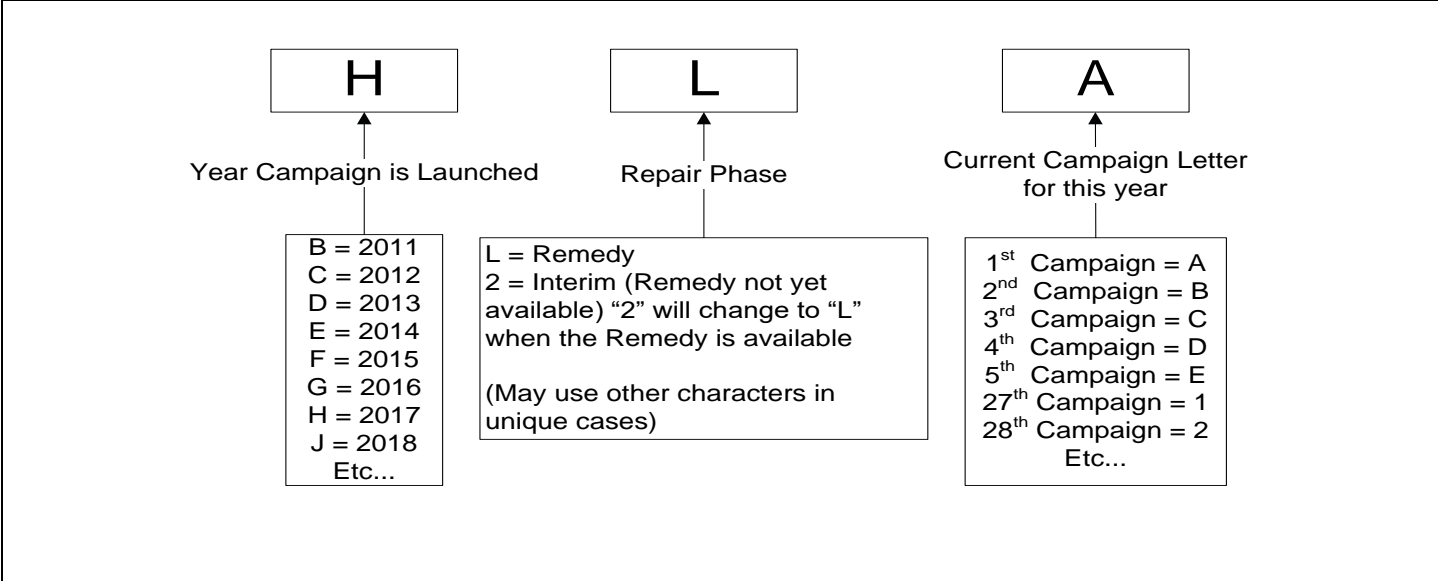 H
L
A
Year Campaign is Launched
Repair Phase
Current Campaign Letter
for this year
B = 2011
C = 2012
D = 2013
E = 2014
F = 2015
G = 2016
H = 2017
J = 2018
Etc...
L = Remedy
2 = Interim (Remedy not yet
available) “2” will change to “L”
when the Remedy is available
(May use other characters in
unique cases)
1st Campaign = A
2nd Campaign = B
3rd Campaign = C
4th Campaign = D
5th Campaign = E
27th Campaign = 1
28th Campaign = 2
Etc...